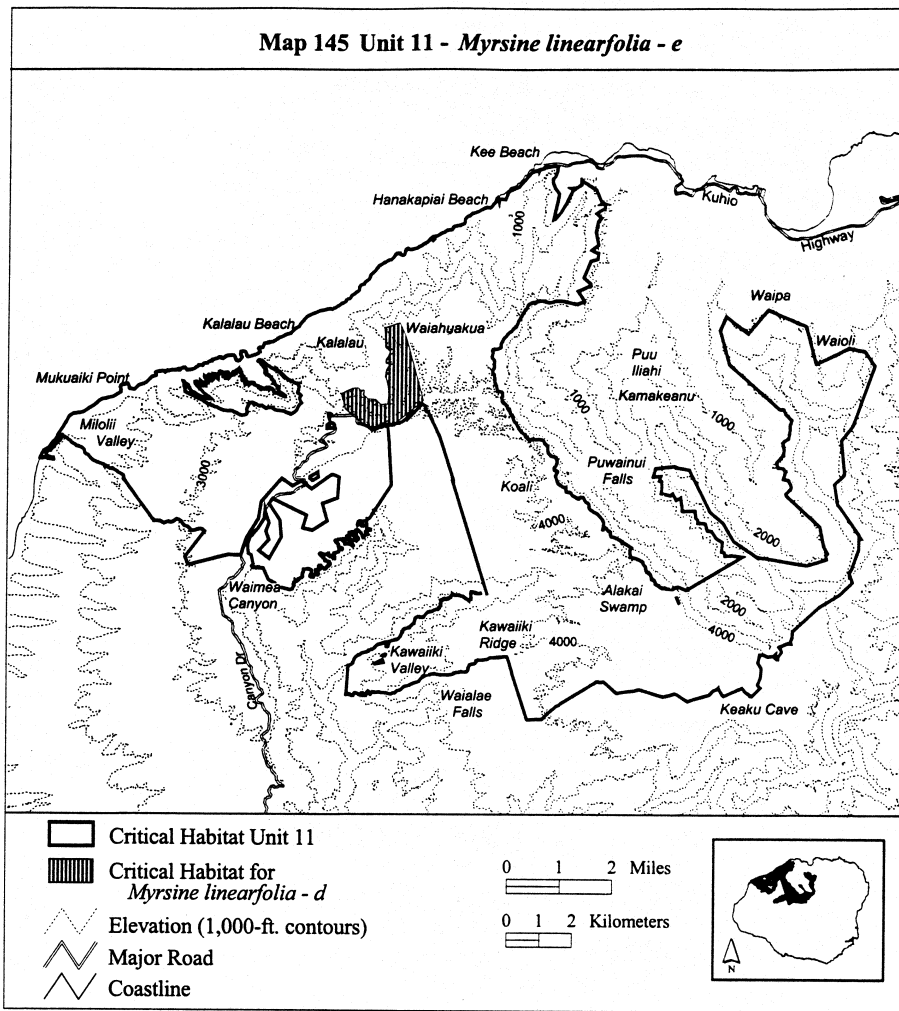 Map 145 Unit 11 - Myrsine linearfolia - e
Kee Beach
Hanakapiai Beach
Kuhio
Highway
1000
Waipa
Kalalau Beach
Kalalau
Waiahuakua
Waioli
Puu
Iliahi
Mukuaiki Point
Kamakeanu
1000
1000
Milolii
Valley
Puwainui
Falls
3000
Koali
4000
2000
Waimea
Canyon
Alakai
Swamp
2000
Kawaiiki
Ridge
4000
4000
Kawaiiki
Valley
Canyon Dr
Waialae
Falls
Keaku Cave
Critical Habitat Unit 11
Critical Habitat for
Myrsine linearfolia - d
Elevation (1,000-ft. contours)
Major Road
Coastline
0 1 2 Miles
0 1 2 Kilometers
N